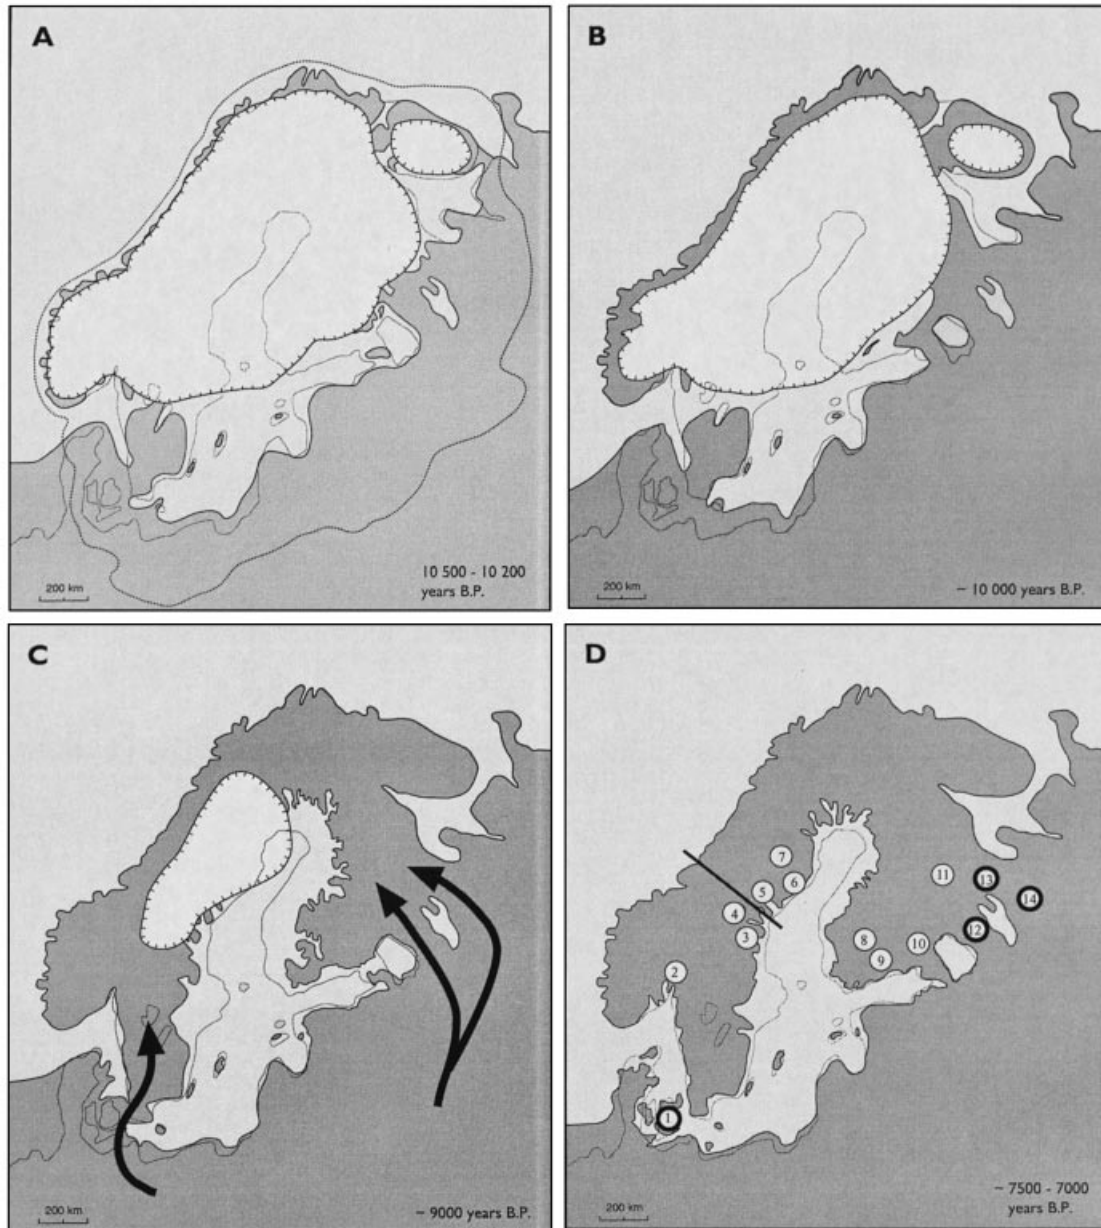 A
10 500 - 10 200
years B.P.
200 km
B
~ 10 000 years B.P.
200 km
C
~ 9000 years B.P.
200 km
D
7
6
5
4
3
2
1
8
9
10
11
12
13
14
~ 7500 - 7000
years B.P.
200 km